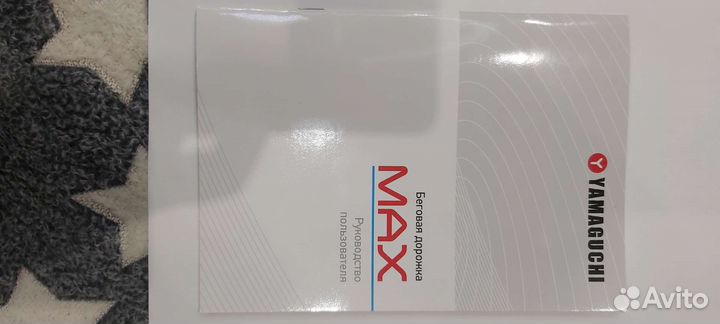 YAMAGUCHI
Беговая дорожка
MAX
Руководство
пользователя
Avito